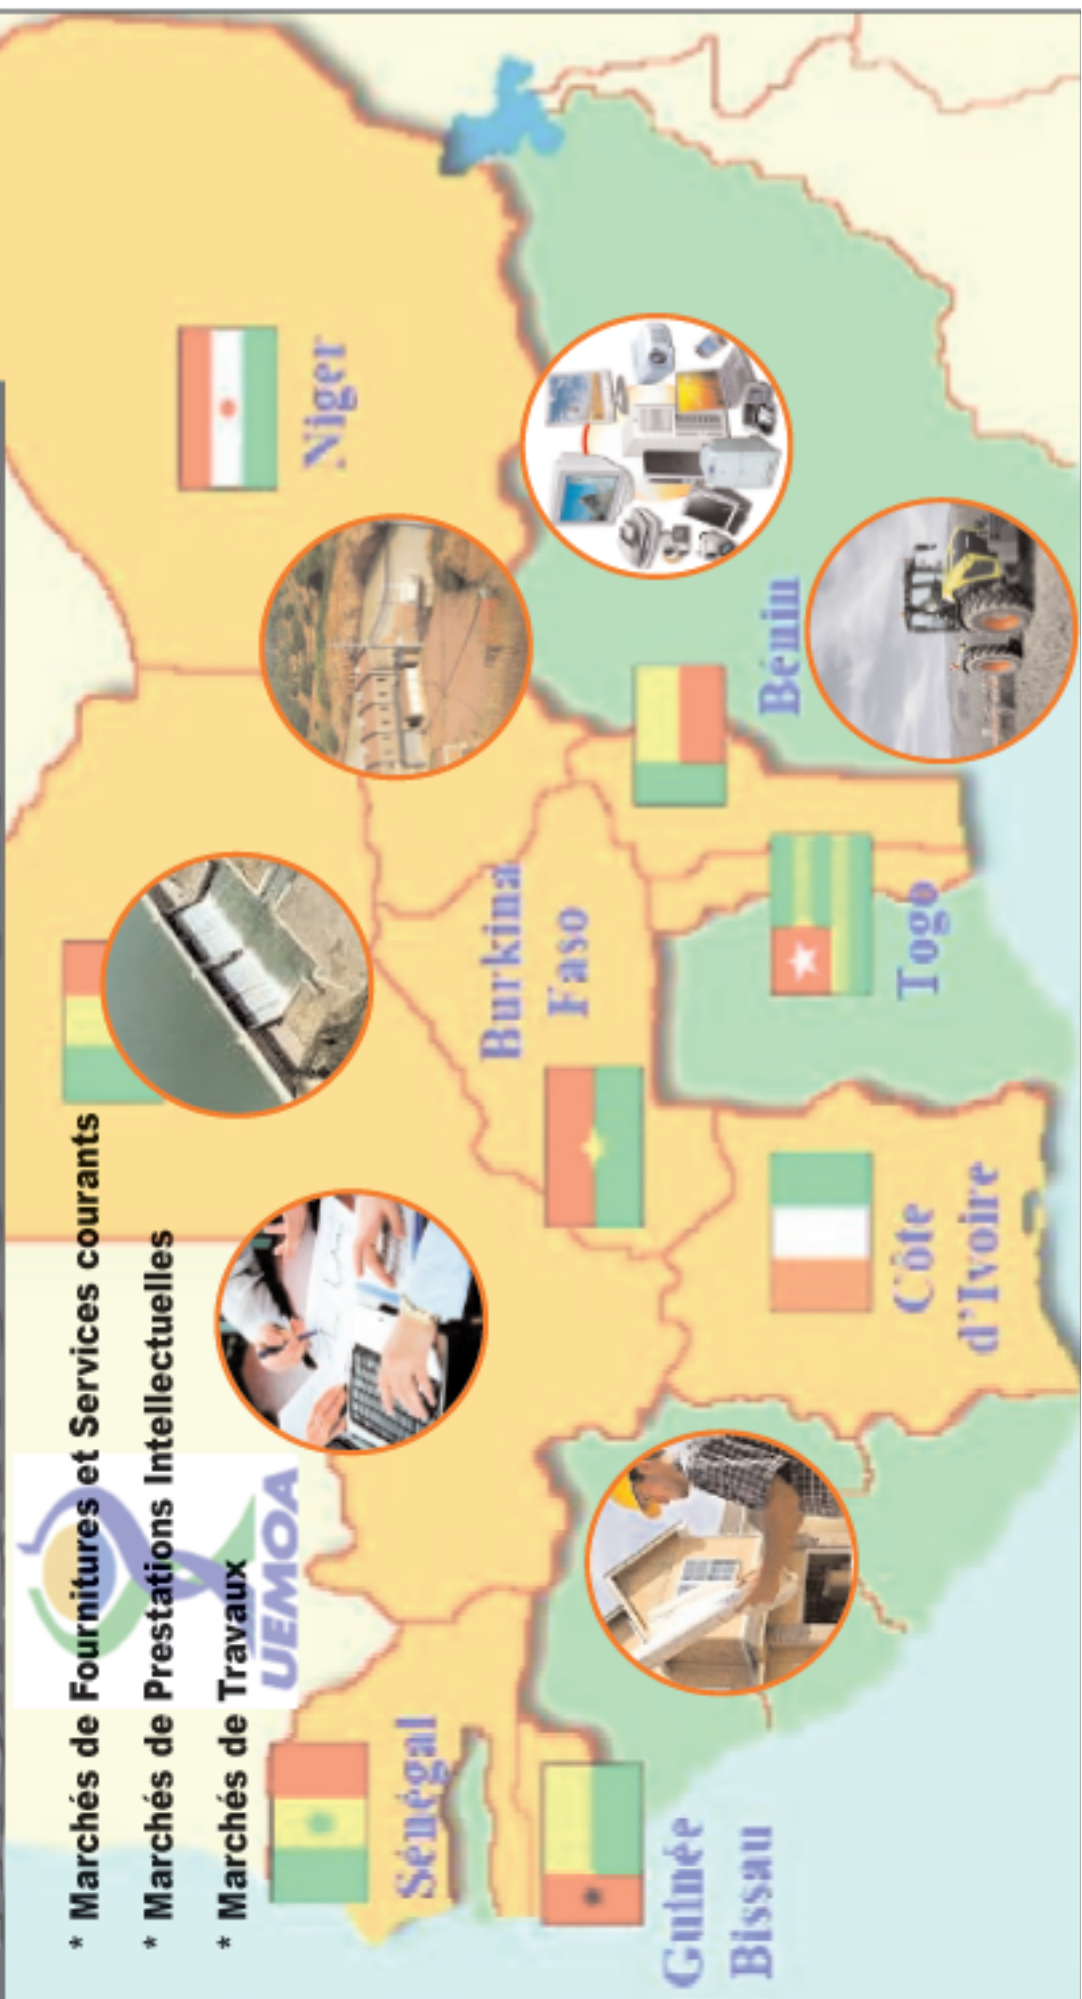 * Marchés de Fournitures et Services courants
* Marchés de Prestations Intellectuelles
* Marchés de Travaux
UEMOA
Sénégal
Guinée
Bissau
Burkina
Faso
Côte
d'Ivoire
Togo
Bénin
Niger